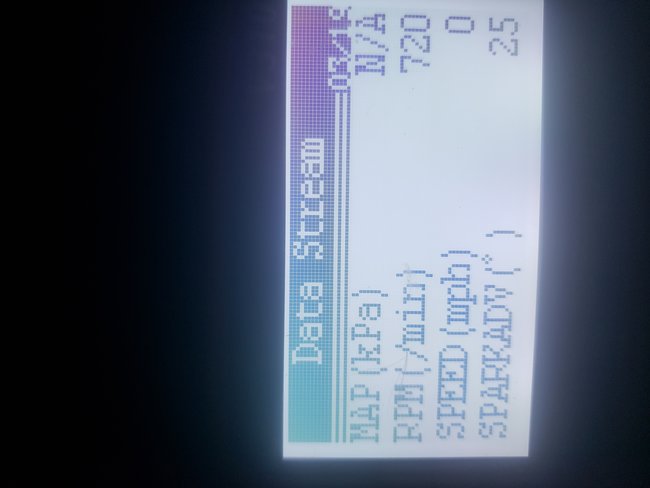 Data Stream
MAP(kPa) N/A
RPM(/min) 720
SPEED(mph) 0
SPARKADV(°) 25